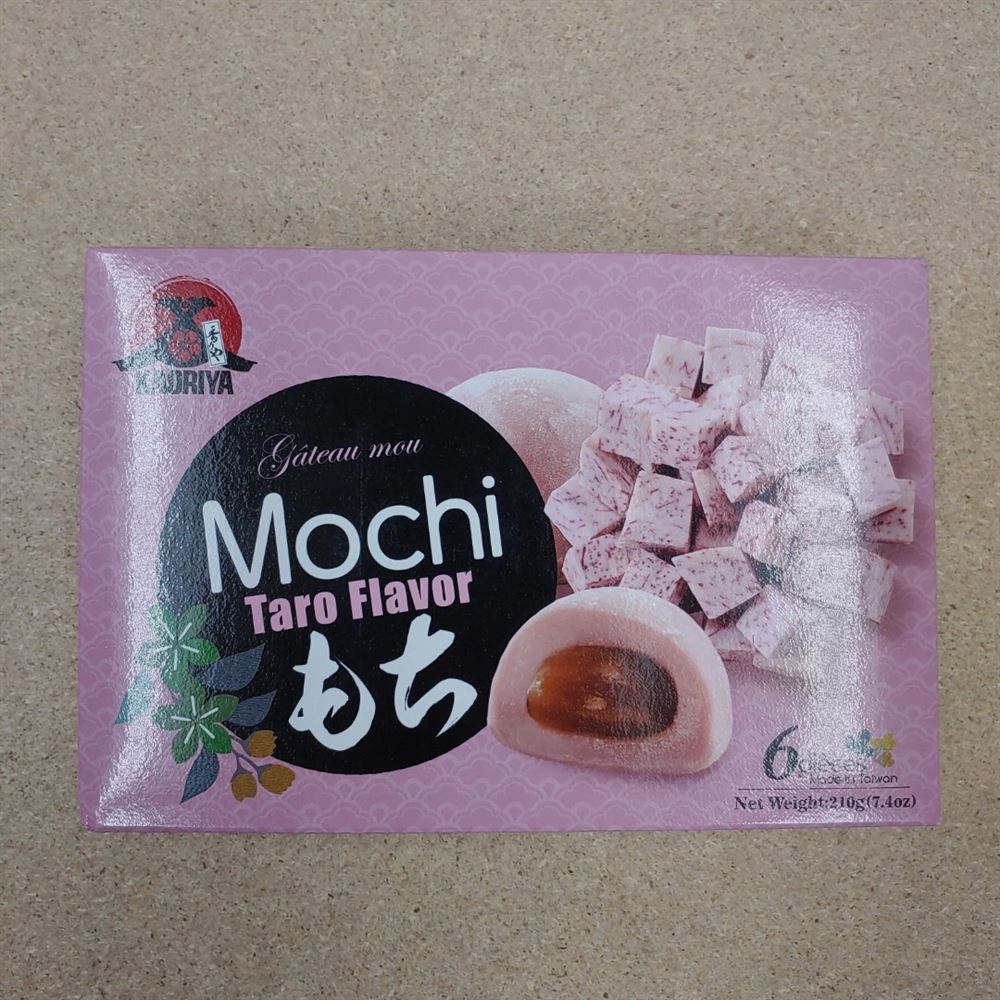 香りや
KAORIYA
Gâteau mou
Mochi
Taro Flavor
もち
6 pieces
Made in Taiwan
Net Weight:210g(7.4oz)